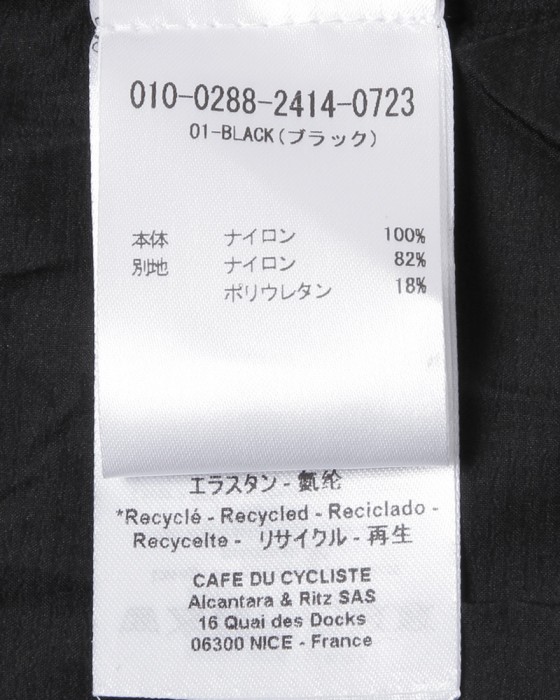 010-0288-2414-0723
01-BLACK(ブラック)
本体 ナイロン 100%
別地 ナイロン 82%
ポリウレタン 18%
エラスタン - 氨纶
*Recyclé - Recycled - Reciclado -
Recycelte - リサイクル - 再生
CAFE DU CYCLISTE
Alcantara & Ritz SAS
16 Quai des Docks
06300 NICE - France